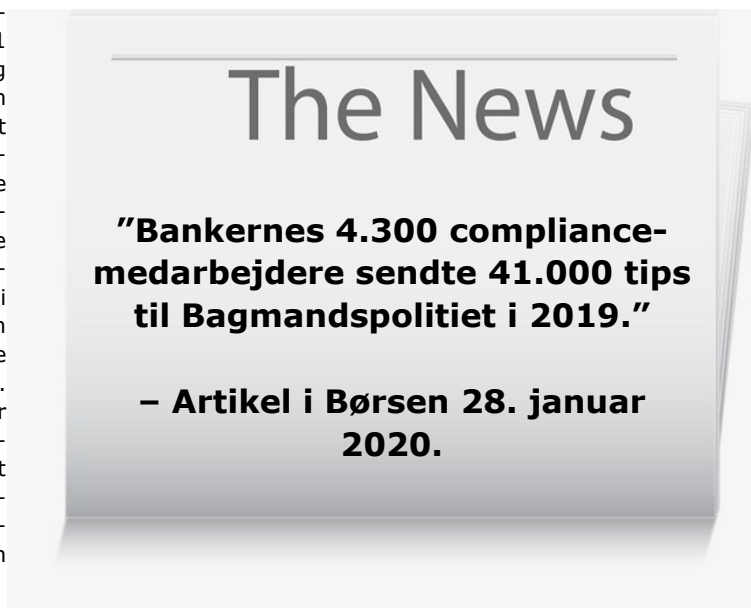 The News
”Bankernes 4.300 compliance-
medarbejdere sendte 41.000 tips
til Bagmandspolitiet i 2019.”
– Artikel i Børsen 28. januar
2020.